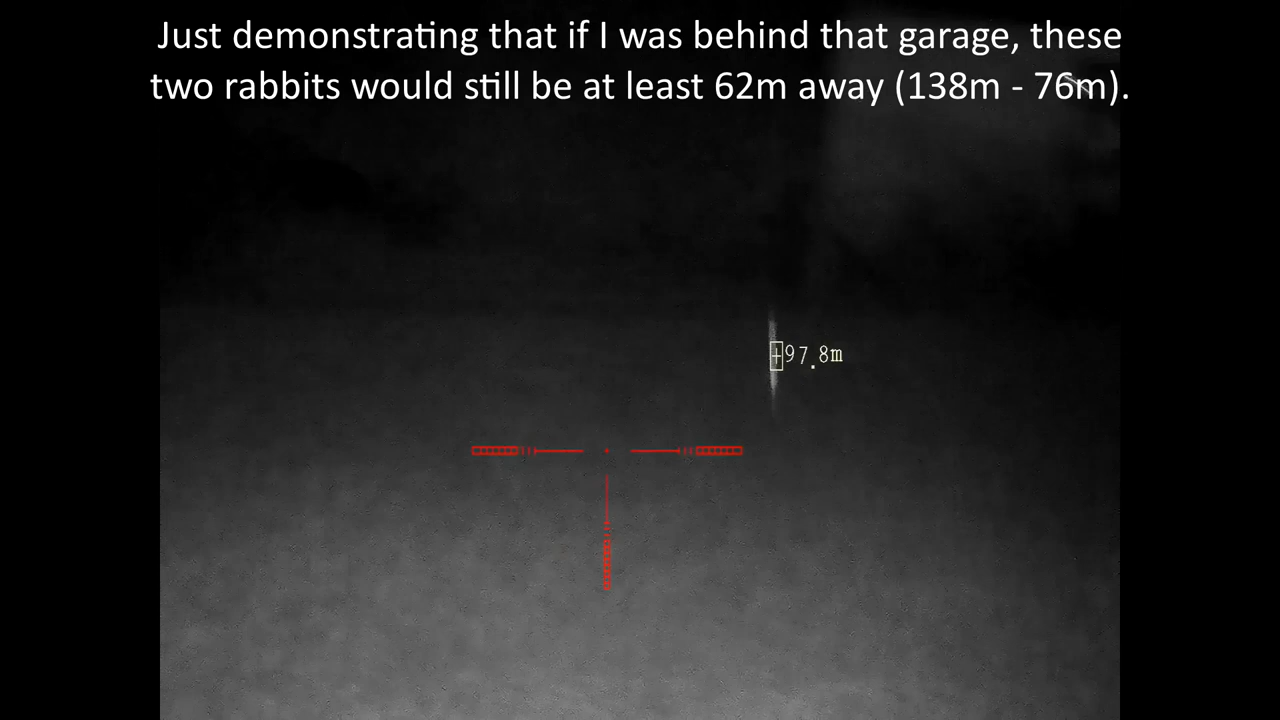 Just demonstrating that if I was behind that garage, these
two rabbits would still be at least 62m away (138m - 76m).
97.8m